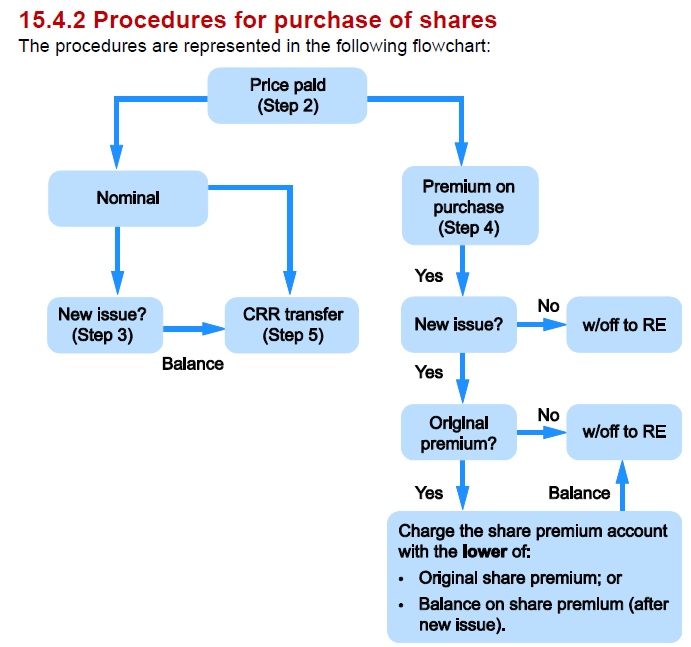 15.4.2 Procedures for purchase of shares
The procedures are represented in the following flowchart:
Price paid
(Step 2)
Nominal
Premium on
purchase
(Step 4)
Yes
New issue?
(Step 3)
Balance
CRR transfer
(Step 5)
New issue?
No
w/off to RE
Yes
Original
premium?
No
w/off to RE
Yes
Balance
Charge the share premium account
with the lower of:
• Original share premium; or
• Balance on share premium (after
new issue).